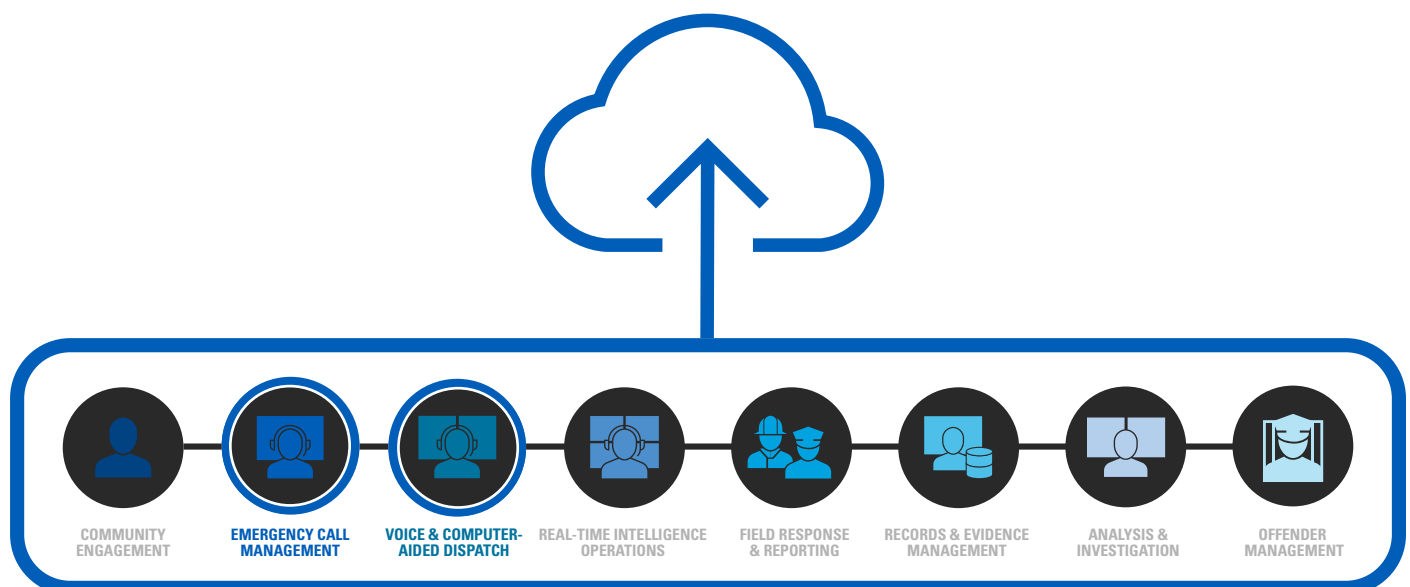 COMMUNITY
ENGAGEMENT
EMERGENCY CALL
MANAGEMENT
VOICE & COMPUTER-
AIDED DISPATCH
REAL-TIME INTELLIGENCE
OPERATIONS
FIELD RESPONSE
& REPORTING
RECORDS & EVIDENCE
MANAGEMENT
ANALYSIS &
INVESTIGATION
OFFENDER
MANAGEMENT